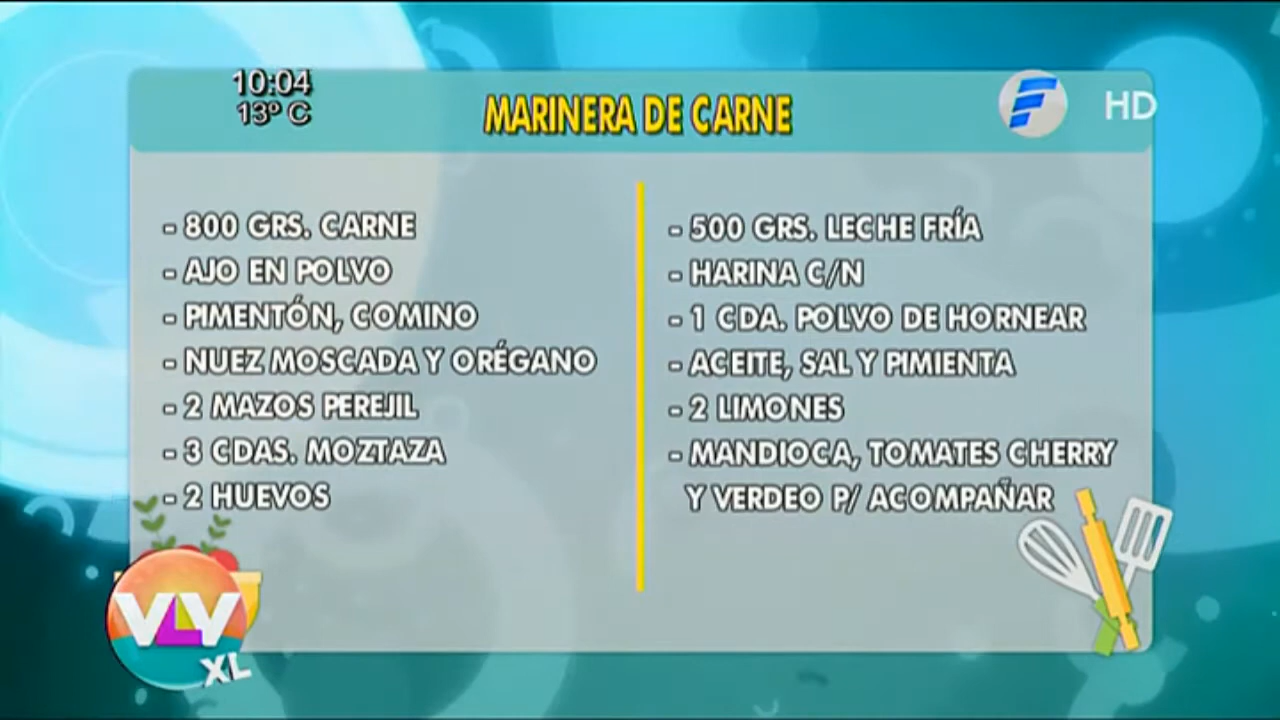 10:04
13º C
MARINERA DE CARNE
HD
- 800 GRS. CARNE
- AJO EN POLVO
- PIMENTÓN, COMINO
- NUEZ MOSCADA Y ORÉGANO
- 2 MAZOS PEREJIL
- 3 CDAS. MOZTAZA
- 2 HUEVOS
- 500 GRS. LECHE FRÍA
- HARINA C/N
- 1 CDA. POLVO DE HORNEAR
- ACEITE, SAL Y PIMIENTA
- 2 LIMONES
- MANDIOCA, TOMATES CHERRY
Y VERDEO P/ ACOMPAÑAR
VLV
XL